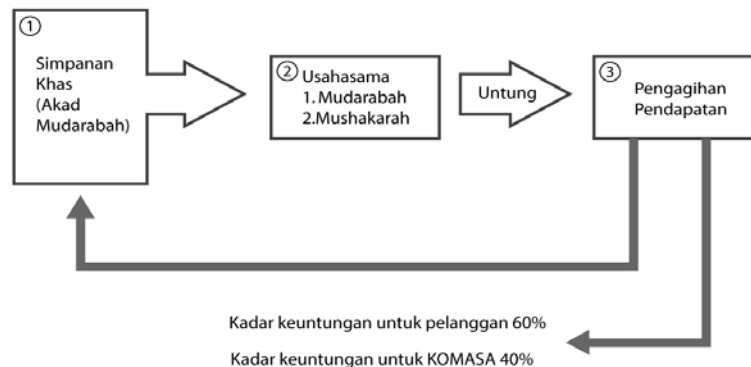 1
Simpanan
Khas
(Akad
Mudarabah)
2 Usahasama
1. Mudarabah
2.Mushakarah
Untung
3
Pengagihan
Pendapatan
Kadar keuntungan untuk pelanggan 60%
Kadar keuntungan untuk KOMASA 40%